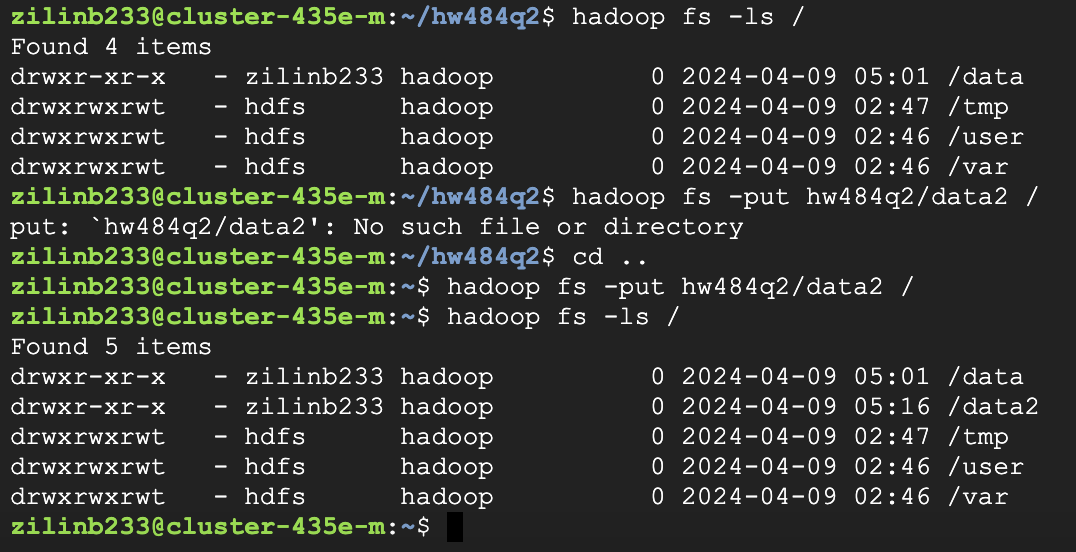 zilinb233@cluster-435e-m:~/hw484q2$ hadoop fs -ls /
Found 4 items
drwxr-xr-x   - zilinb233 hadoop          0 2024-04-09 05:01 /data
drwxrwxrwt   - hdfs      hadoop          0 2024-04-09 02:47 /tmp
drwxrwxrwt   - hdfs      hadoop          0 2024-04-09 02:46 /user
drwxrwxrwt   - hdfs      hadoop          0 2024-04-09 02:46 /var
zilinb233@cluster-435e-m:~/hw484q2$ hadoop fs -put hw484q2/data2 /
put: `hw484q2/data2': No such file or directory
zilinb233@cluster-435e-m:~/hw484q2$ cd ..
zilinb233@cluster-435e-m:~$ hadoop fs -put hw484q2/data2 /
zilinb233@cluster-435e-m:~$ hadoop fs -ls /
Found 5 items
drwxr-xr-x   - zilinb233 hadoop          0 2024-04-09 05:01 /data
drwxr-xr-x   - zilinb233 hadoop          0 2024-04-09 05:16 /data2
drwxrwxrwt   - hdfs      hadoop          0 2024-04-09 02:47 /tmp
drwxrwxrwt   - hdfs      hadoop          0 2024-04-09 02:46 /user
drwxrwxrwt   - hdfs      hadoop          0 2024-04-09 02:46 /var
zilinb233@cluster-435e-m:~$